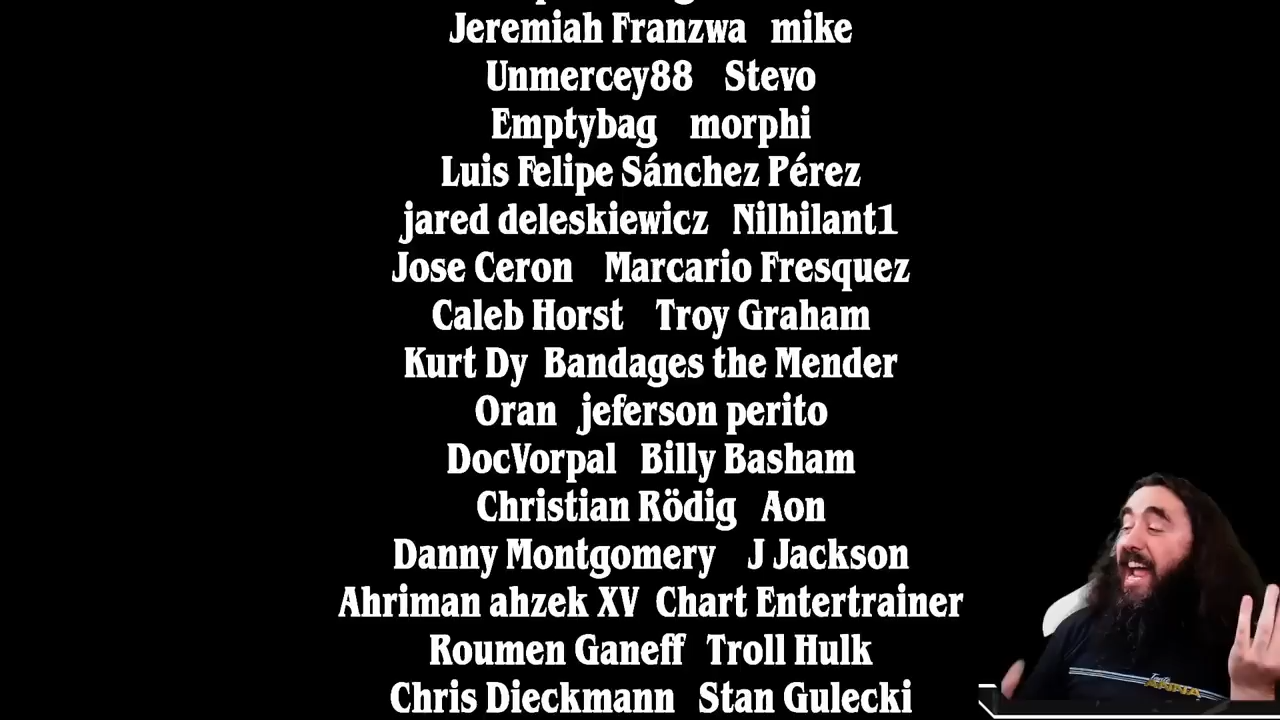 Jeremiah Franzwa mike
Unmercey88 Stevo
Emptybag morphi
Luis Felipe Sánchez Pérez
jared deleskiewicz Nilhilant1
Jose Ceron Marcario Fresquez
Caleb Horst Troy Graham
Kurt Dy Bandages the Mender
Oran jeferson perito
DocVorpal Billy Basham
Christian Rödig Aon
Danny Montgomery J Jackson
Ahriman ahzek XV Chart Entertrainer
Roumen Ganeff Troll Hulk
Chris Dieckmann Stan Gulecki